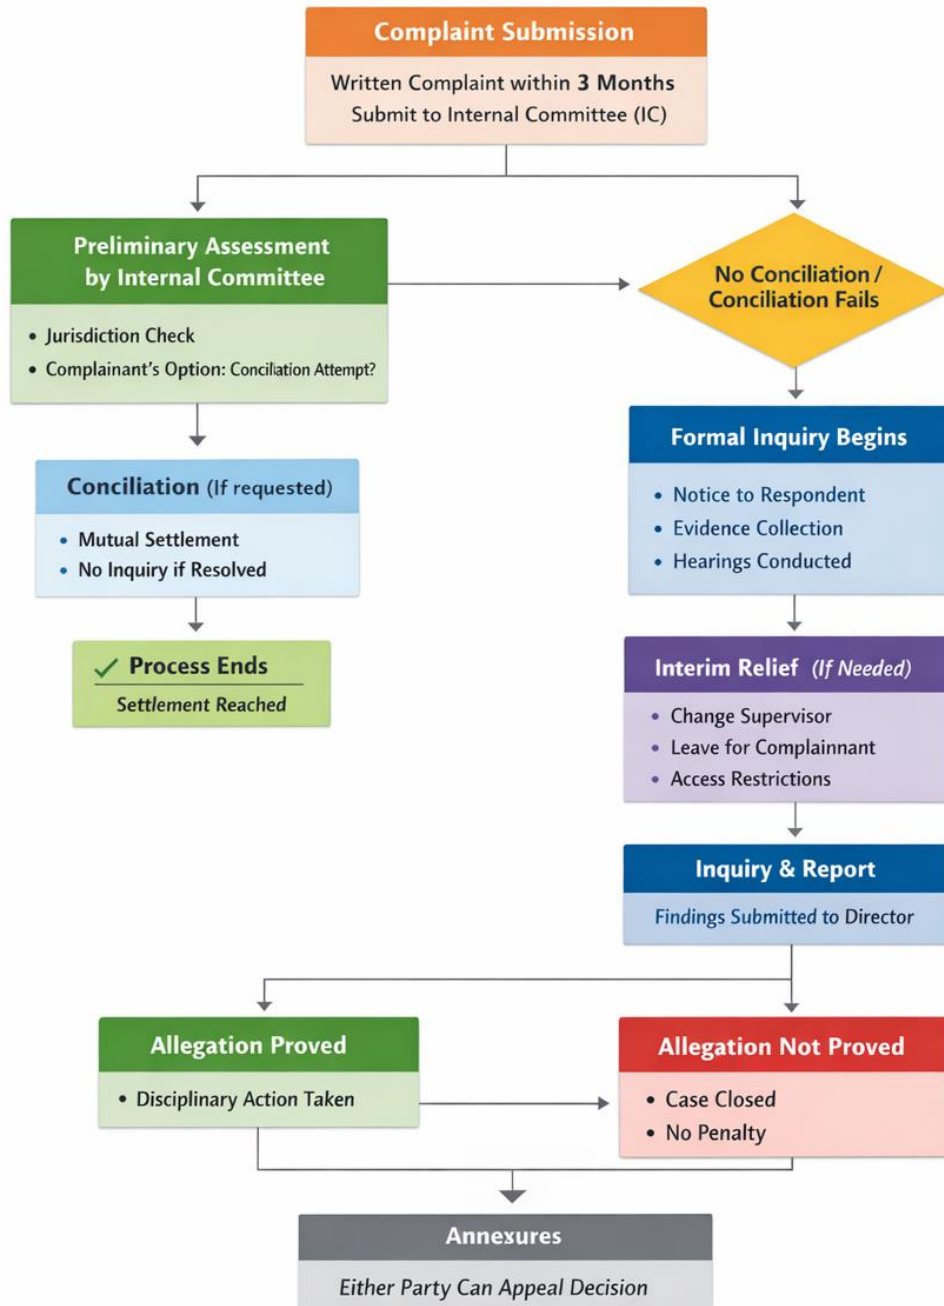 Complaint Submission
Written Complaint within 3 Months
Submit to Internal Committee (IC)
Preliminary Assessment
by Internal Committee
• Jurisdiction Check
• Complainant's Option: Conciliation Attempt?
No Conciliation /
Conciliation Fails
Conciliation (If requested)
• Mutual Settlement
• No Inquiry if Resolved
✓ Process Ends
Settlement Reached
Formal Inquiry Begins
• Notice to Respondent
• Evidence Collection
• Hearings Conducted
Interim Relief (If Needed)
• Change Supervisor
• Leave for Complainnant
• Access Restrictions
Inquiry & Report
Findings Submitted to Director
Allegation Proved
• Disciplinary Action Taken
Allegation Not Proved
• Case Closed
• No Penalty
Annexures
Either Party Can Appeal Decision